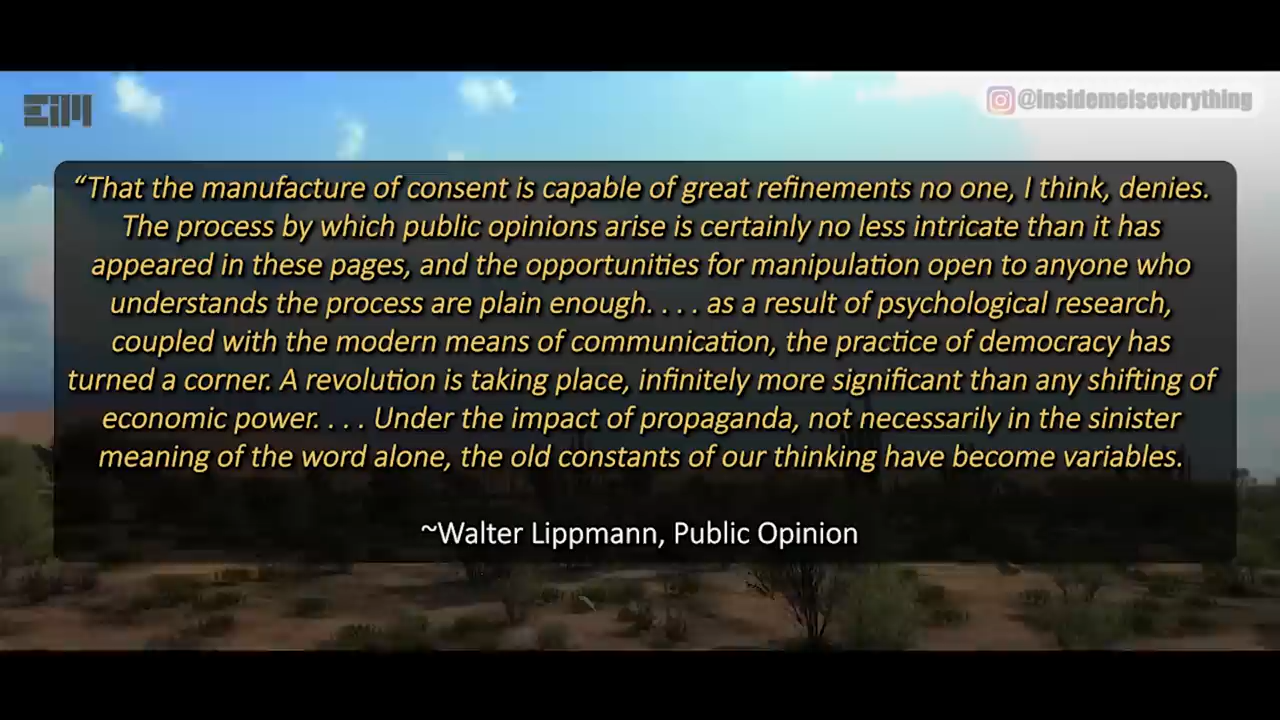 EiM
@insidemeiseverything
“That the manufacture of consent is capable of great refinements no one, I think, denies.
The process by which public opinions arise is certainly no less intricate than it has
appeared in these pages, and the opportunities for manipulation open to anyone who
understands the process are plain enough. . . . as a result of psychological research,
coupled with the modern means of communication, the practice of democracy has
turned a corner. A revolution is taking place, infinitely more significant than any shifting of
economic power. . . . Under the impact of propaganda, not necessarily in the sinister
meaning of the word alone, the old constants of our thinking have become variables.
~Walter Lippmann, Public Opinion